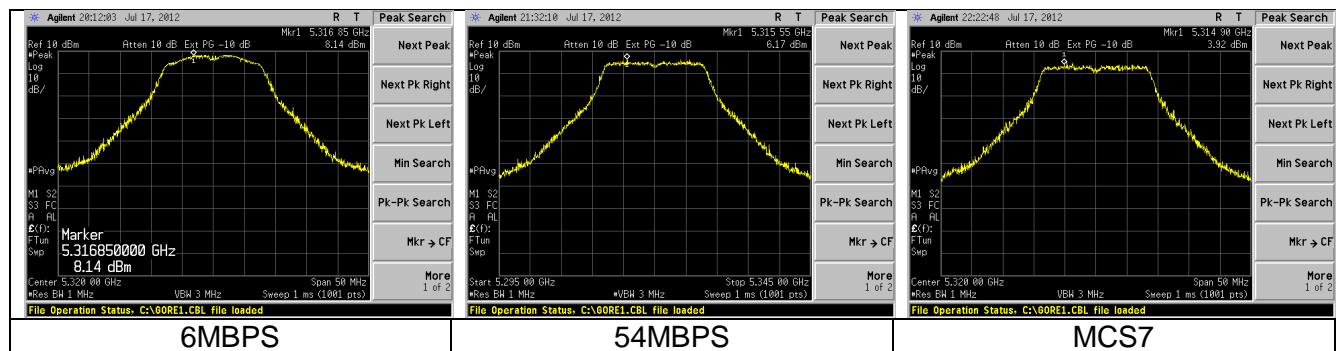 Agilent 20:12:03 Jul 17, 2012 R T Peak Search
Mkr1 5.316 85 GHz
Ref 10 dBm Atten 10 dB Ext PG -10 dB 8.14 dBm
#Peak
Log
10
dB/
1
#PAvg
M1 S2
S3 FC
A AL
£(f):
FTun
Swp
Marker
5.316850000 GHz
8.14 dBm
Center 5.320 00 GHz Span 50 MHz
#Res BW 1 MHz VBW 3 MHz Sweep 1 ms (1001 pts)
File Operation Status, C:\GORE1.CBL file loaded
Next Peak
Next Pk Right
Next Pk Left
Min Search
Pk-Pk Search
Mkr → CF
More
1 of 2
6MBPS
Agilent 21:32:10 Jul 17, 2012 R T Peak Search
Mkr1 5.315 55 GHz
Ref 10 dBm Atten 10 dB Ext PG -10 dB 6.17 dBm
#Peak
Log
10
dB/
1
#PAvg
M1 S2
S3 FC
A AL
£(f):
FTun
Swp
Start 5.295 00 GHz Stop 5.345 00 GHz
#Res BW 1 MHz #VBW 3 MHz Sweep 1 ms (1001 pts)
File Operation Status, C:\GORE1.CBL file loaded
Next Peak
Next Pk Right
Next Pk Left
Min Search
Pk-Pk Search
Mkr → CF
More
1 of 2
54MBPS
Agilent 22:22:48 Jul 17, 2012 R T Peak Search
Mkr1 5.314 90 GHz
Ref 10 dBm Atten 10 dB Ext PG -10 dB 3.92 dBm
#Peak
Log
10
dB/
1
#PAvg
M1 S2
S3 FC
A AL
£(f):
FTun
Swp
Center 5.320 00 GHz Span 50 MHz
#Res BW 1 MHz VBW 3 MHz Sweep 1 ms (1001 pts)
File Operation Status, C:\GORE1.CBL file loaded
Next Peak
Next Pk Right
Next Pk Left
Min Search
Pk-Pk Search
Mkr → CF
More
1 of 2
MCS7